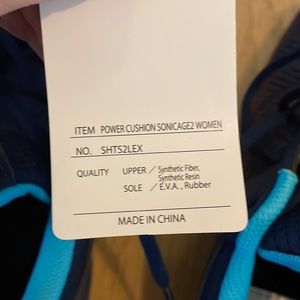 ITEM POWER CUSHION SONICAGE2 WOMEN
NO. SHTS2LEX
QUALITY UPPER / Synthetic Fiber,
Synthetic Resin
SOLE / E.V.A., Rubber
MADE IN CHINA